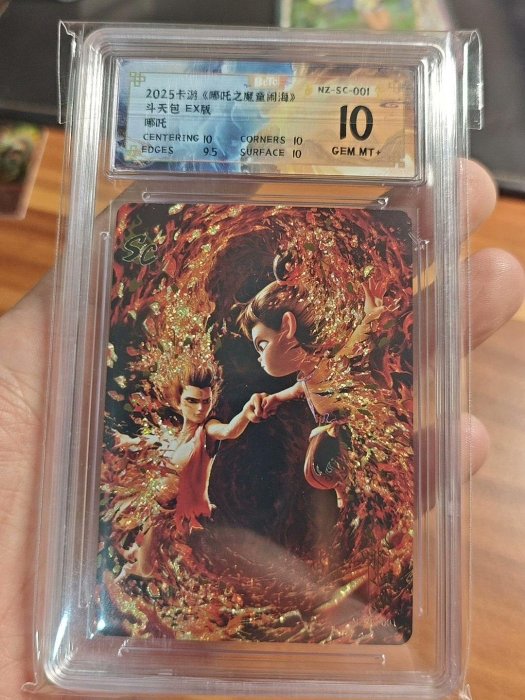 2025卡游《哪吒之魔童闹海》
斗天包 EX版
哪吒
CENTERING 10 CORNERS 10
EDGES 9.5 SURFACE 10
NZ-SC-001
10
GEM MT+
SC